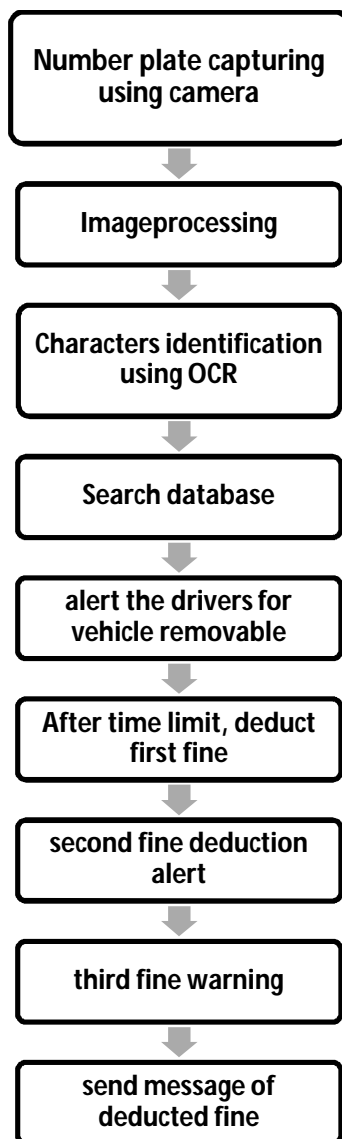 Number plate capturing
using camera
Imageprocessing
Characters identification
using OCR
Search database
alert the drivers for
vehicle removable
After time limit, deduct
first fine
second fine deduction
alert
third fine warning
send message of
deducted fine